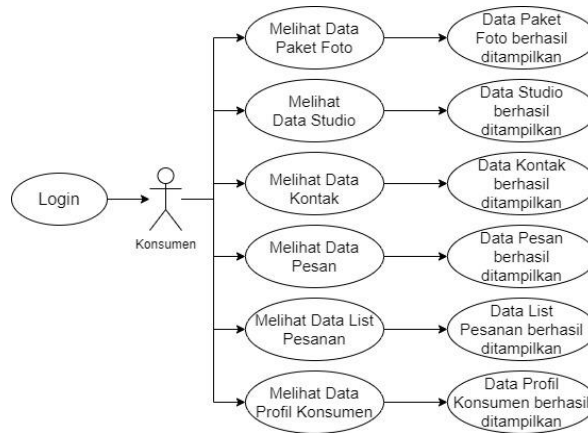 Melihat Data
Paket Foto
Data Paket
Foto berhasil
ditampilkan
Melihat
Data Studio
Data Studio
berhasil
ditampilkan
Login
Konsumen
Melihat Data
Kontak
Data Kontak
berhasil
ditampilkan
Melihat Data
Pesan
Data Pesan
berhasil
ditampilkan
Melihat Data List
Pesanan
Data List
Pesanan berhasil
ditampilkan
Melihat Data
Profil Konsumen
Data Profil
Konsumen berhasil
ditampilkan